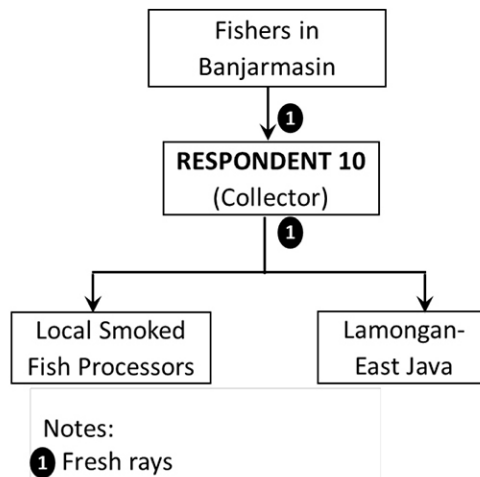 Fishers in
Banjarmasin
1
RESPONDENT 10
(Collector)
1
Local Smoked
Fish Processors
Lamongan-
East Java
Notes:
1 Fresh rays